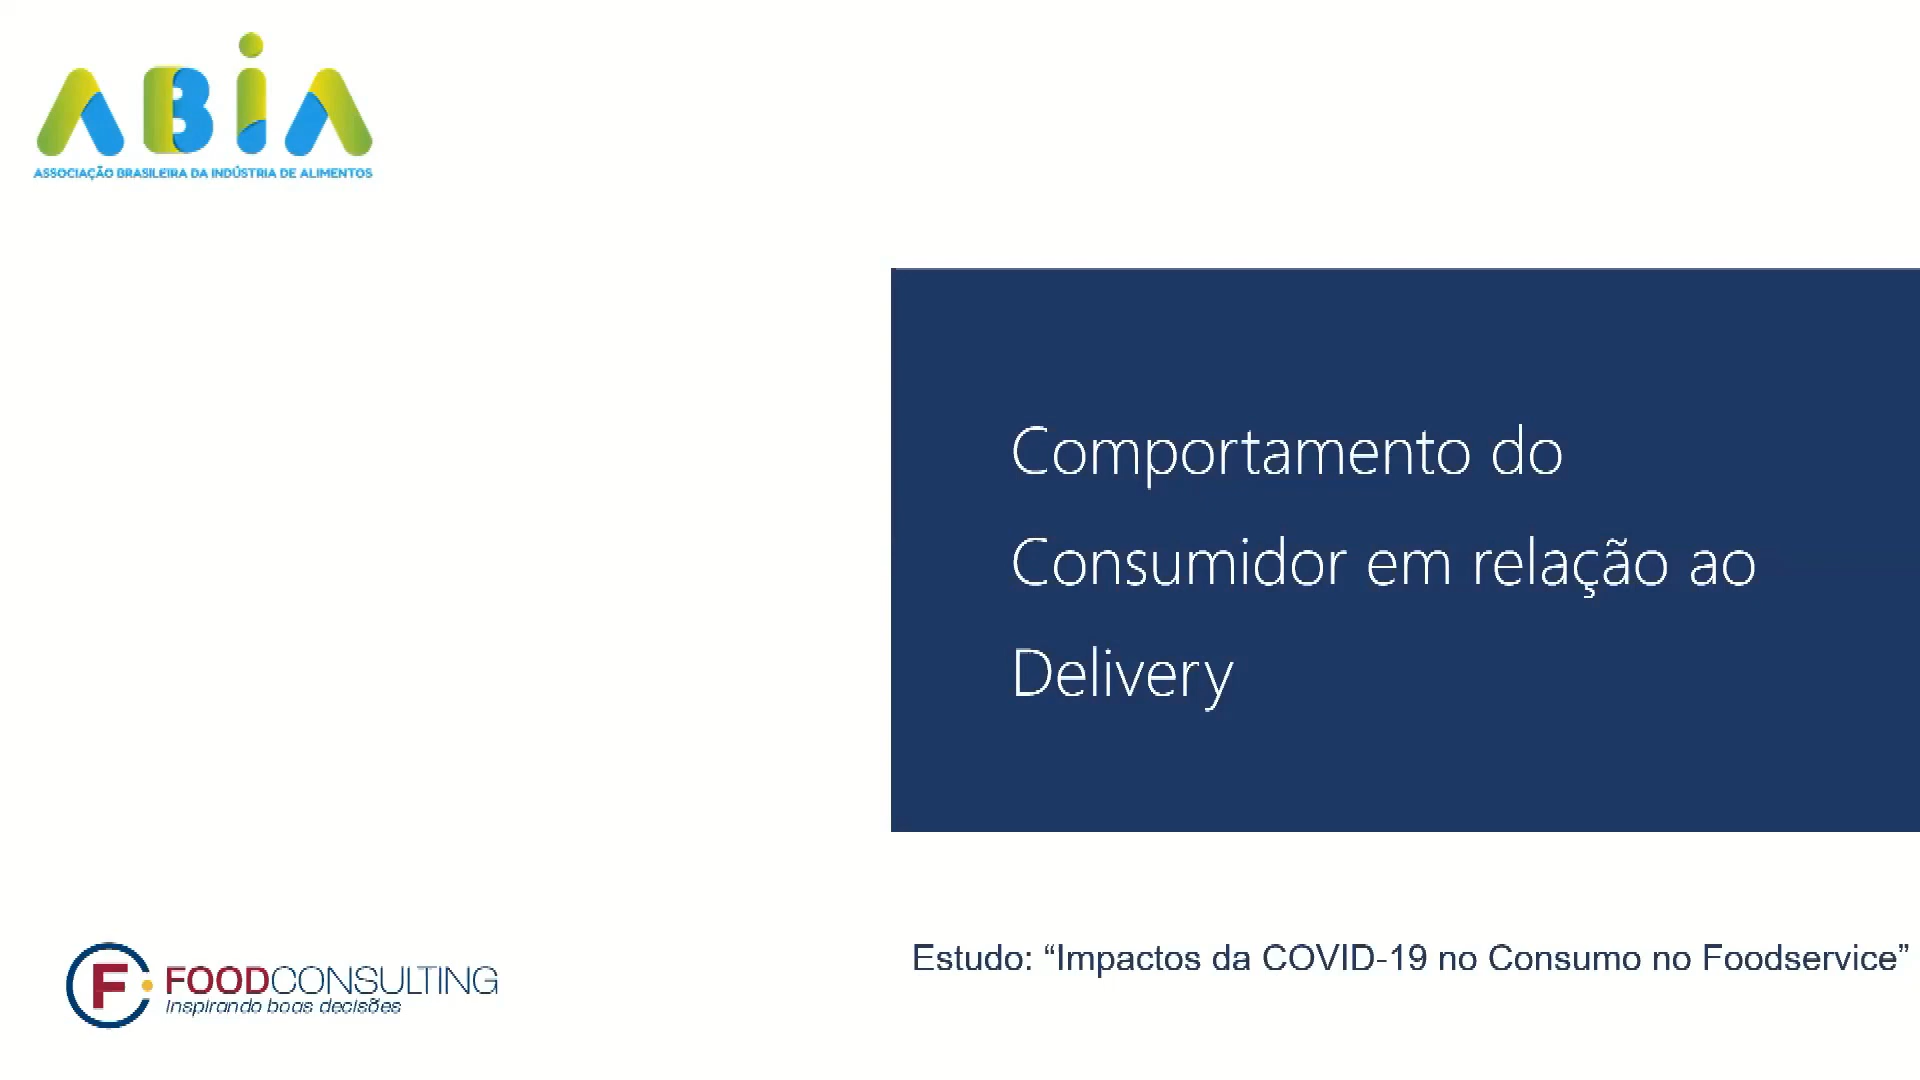 ABiA
ASSOCIAÇÃO BRASILEIRA DA INDÚSTRIA DE ALIMENTOS
Comportamento do
Consumidor em relação ao
Delivery
Estudo: “Impactos da COVID-19 no Consumo no Foodservice”
F FOODCONSULTING
Inspirando boas decisões